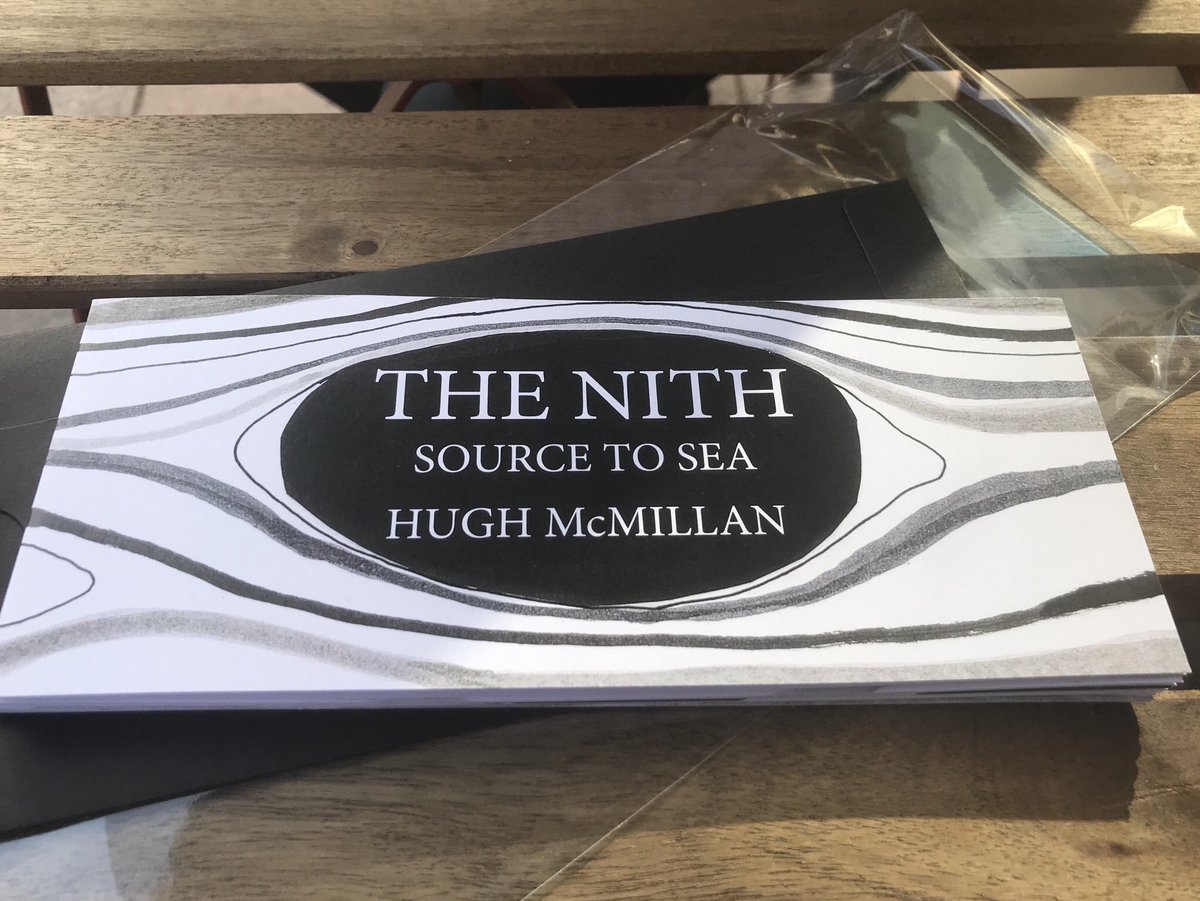 THE NITH
SOURCE TO SEA
HUGH McMILLAN